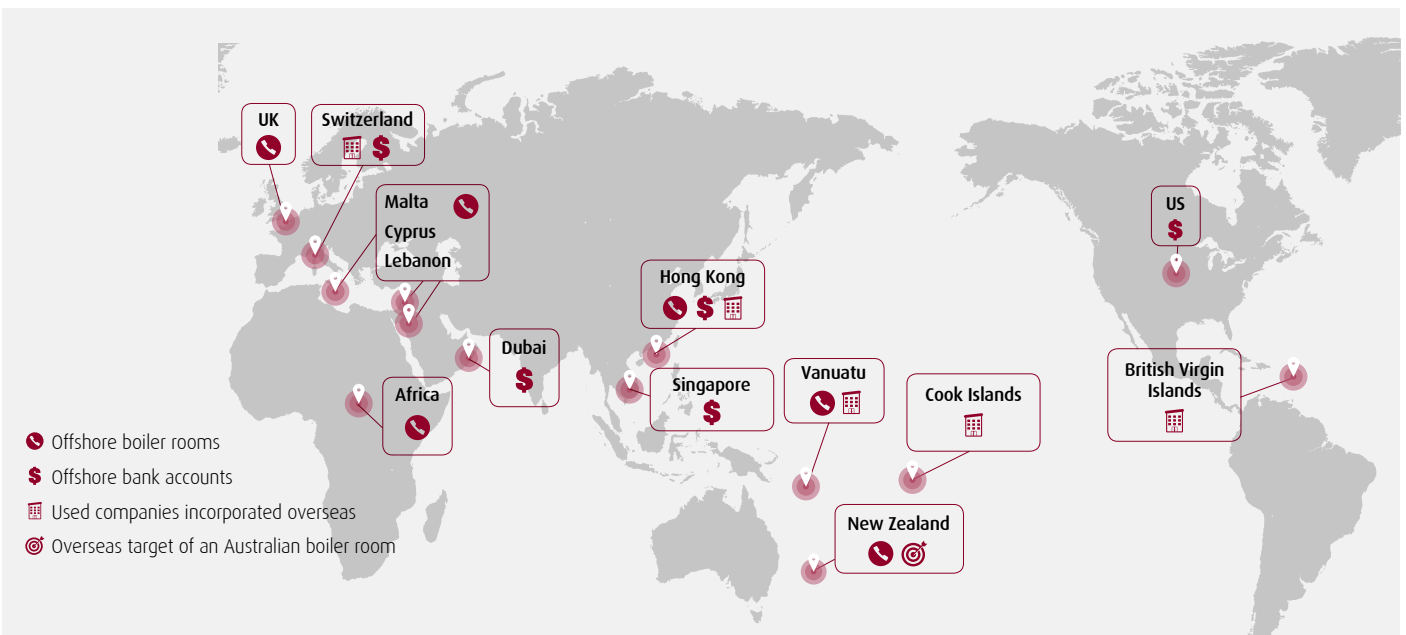 UK
Switzerland
Malta
Cyprus
Lebanon
Hong Kong
US
Dubai
Africa
Singapore
Vanuatu
Cook Islands
British Virgin
Islands
New Zealand
Offshore boiler rooms
Offshore bank accounts
Used companies incorporated overseas
Overseas target of an Australian boiler room